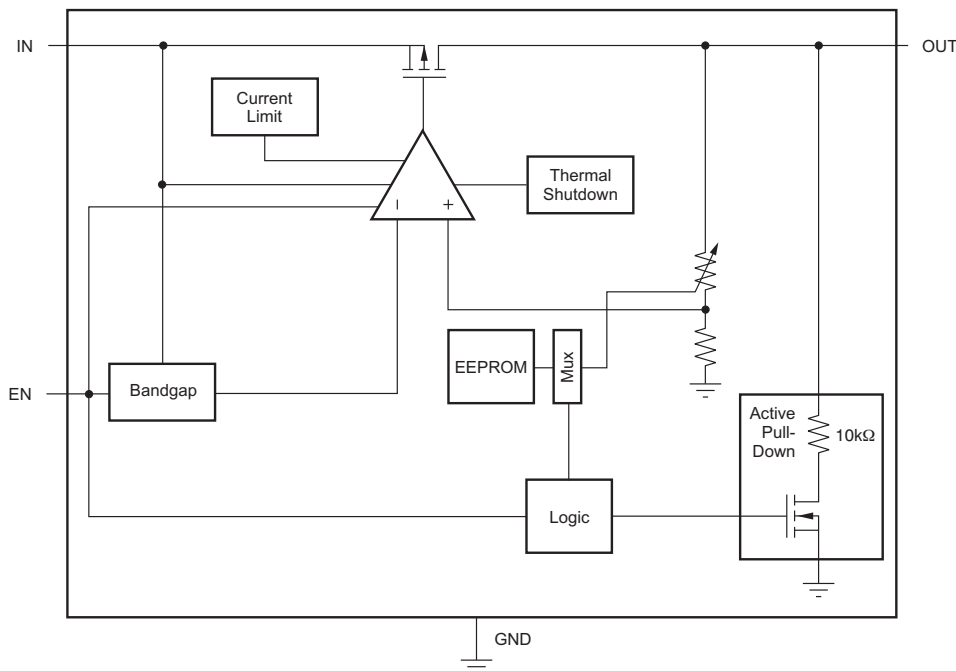 IN
OUT
Current
Limit
Thermal
Shutdown
− +
EEPROM
Mux
EN
Bandgap
Active
Pull-
Down
10kΩ
Logic
GND